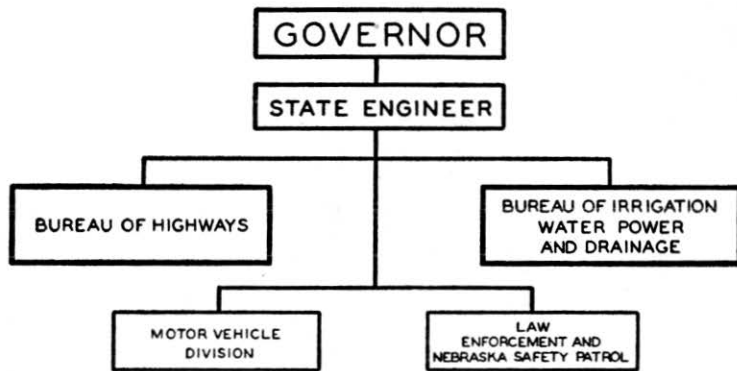 GOVERNOR
STATE ENGINEER
BUREAU OF HIGHWAYS
BUREAU OF IRRIGATION
WATER POWER
AND DRAINAGE
MOTOR VEHICLE
DIVISION
LAW
ENFORCEMENT AND
NEBRASKA SAFETY PATROL